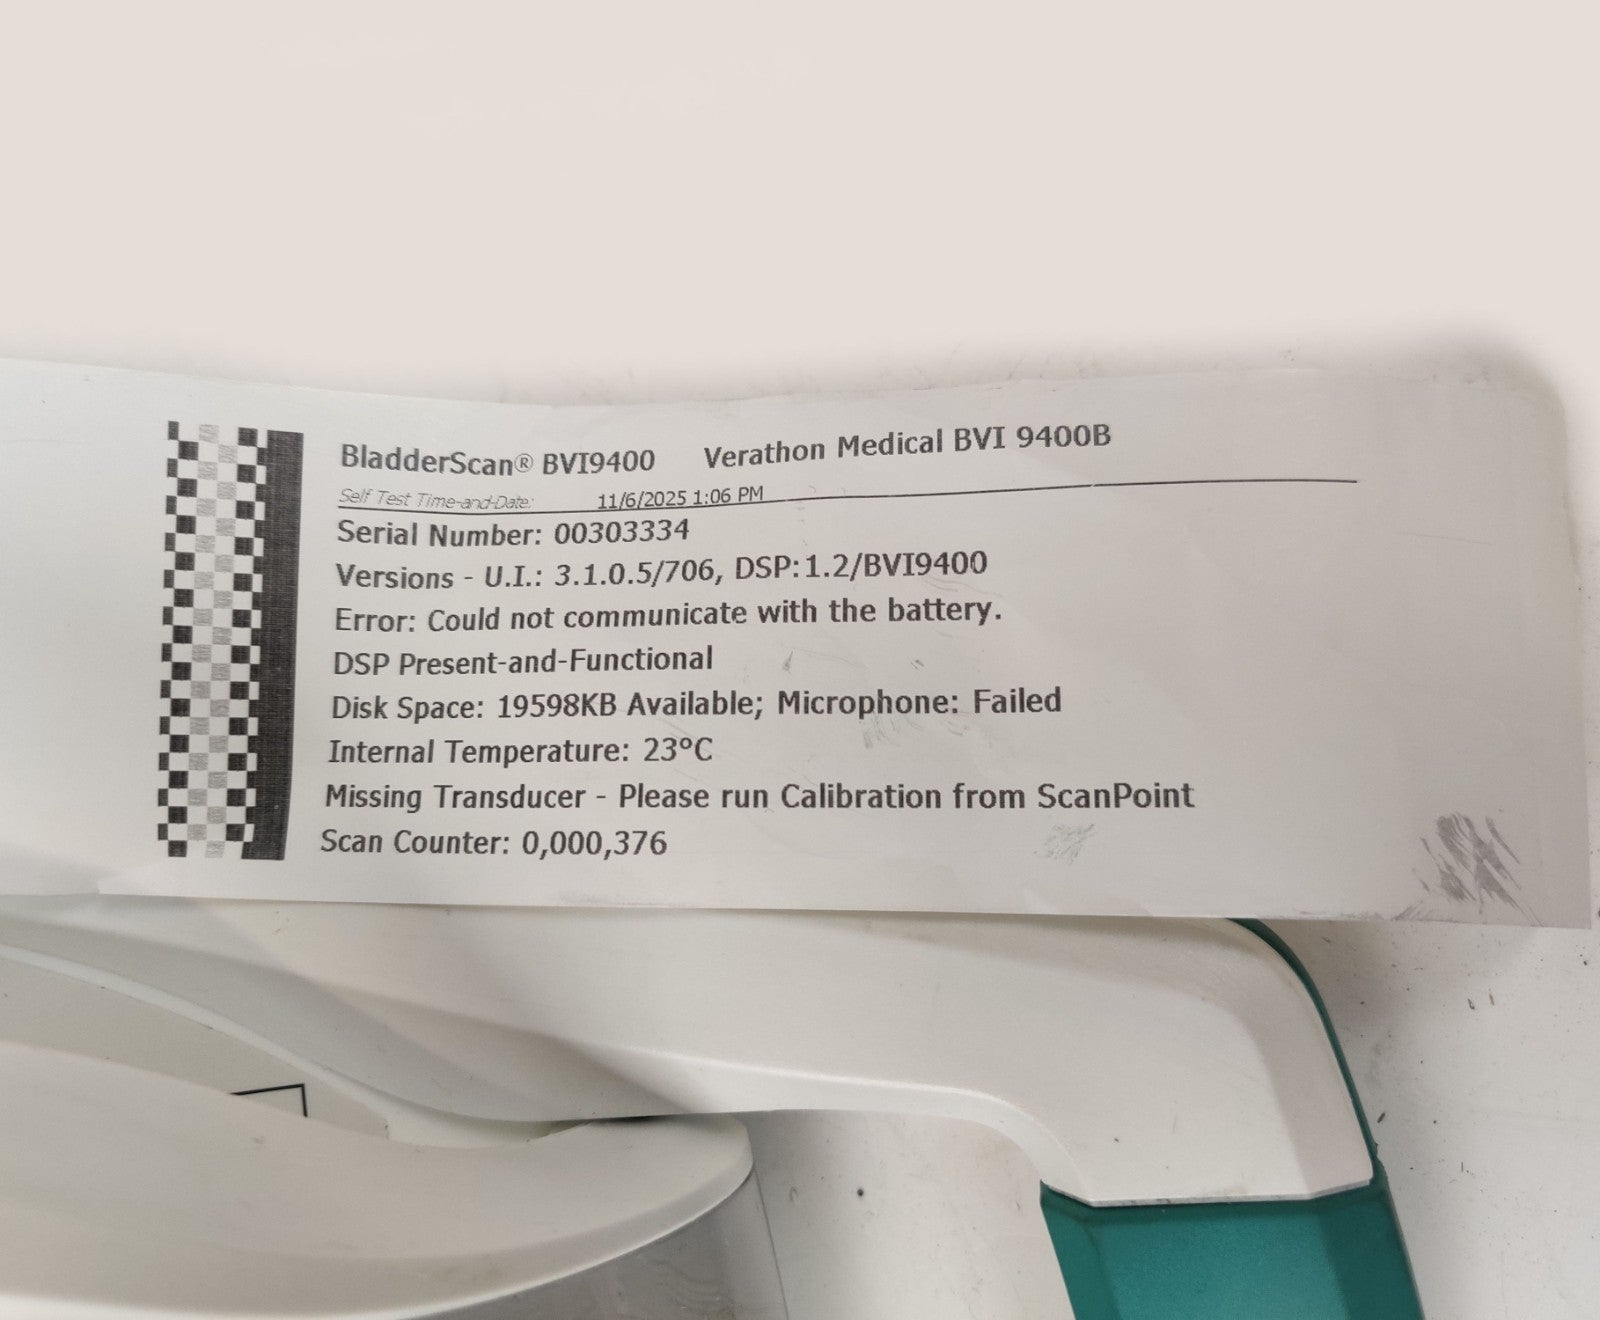 BladderScan® BVI9400 Verathon Medical BVI 9400B
Self Test Time-and-Date: 11/6/2025 1:06 PM
Serial Number: 00303334
Versions - U.I.: 3.1.0.5/706, DSP:1.2/BVI9400
Error: Could not communicate with the battery.
DSP Present-and-Functional
Disk Space: 19598KB Available; Microphone: Failed
Internal Temperature: 23ºC
Missing Transducer - Please run Calibration from ScanPoint
Scan Counter: 0,000,376